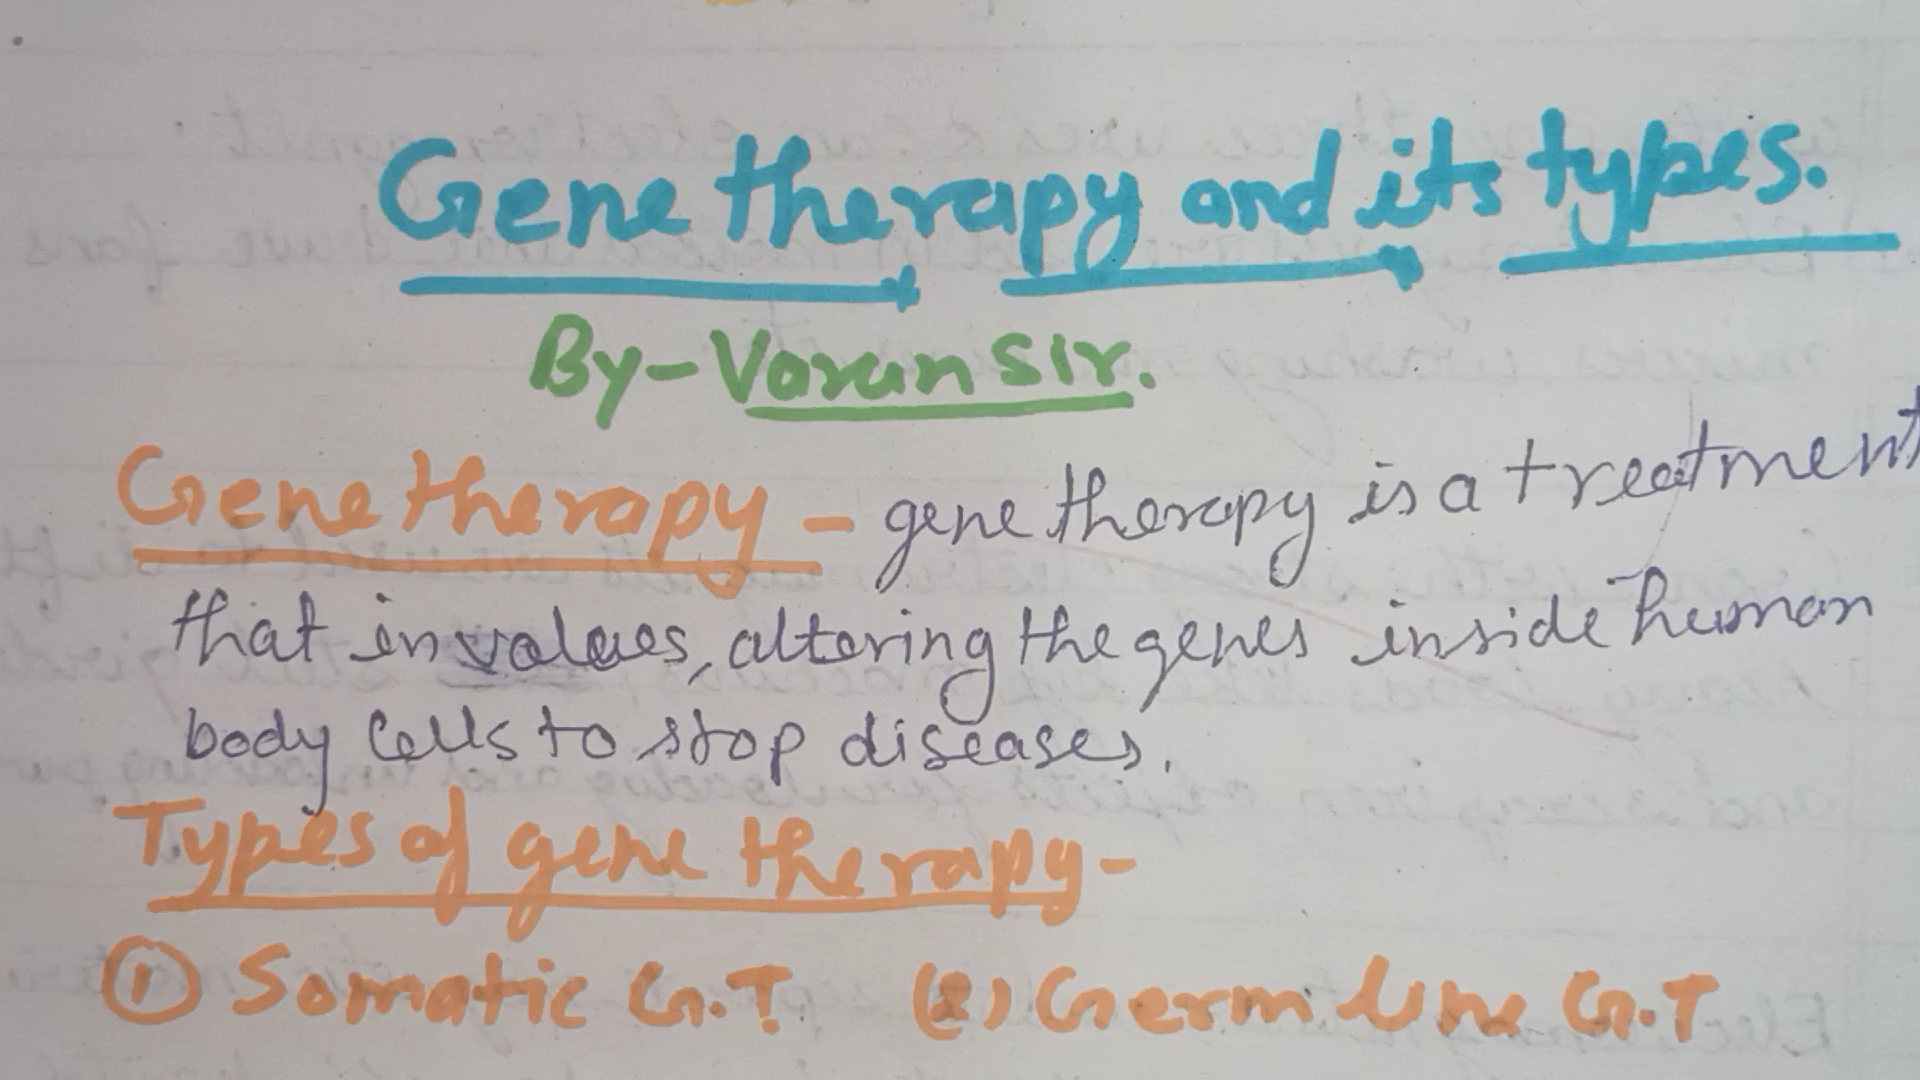 Gene therapy and its types.
By-Varun sir.
Gene therapy - gene therapy is a treatment
that involves, altering the genes inside human
body cells to stop diseases.
Types of gene therapy-
① Somatic G.T. (2) Germ line G.T